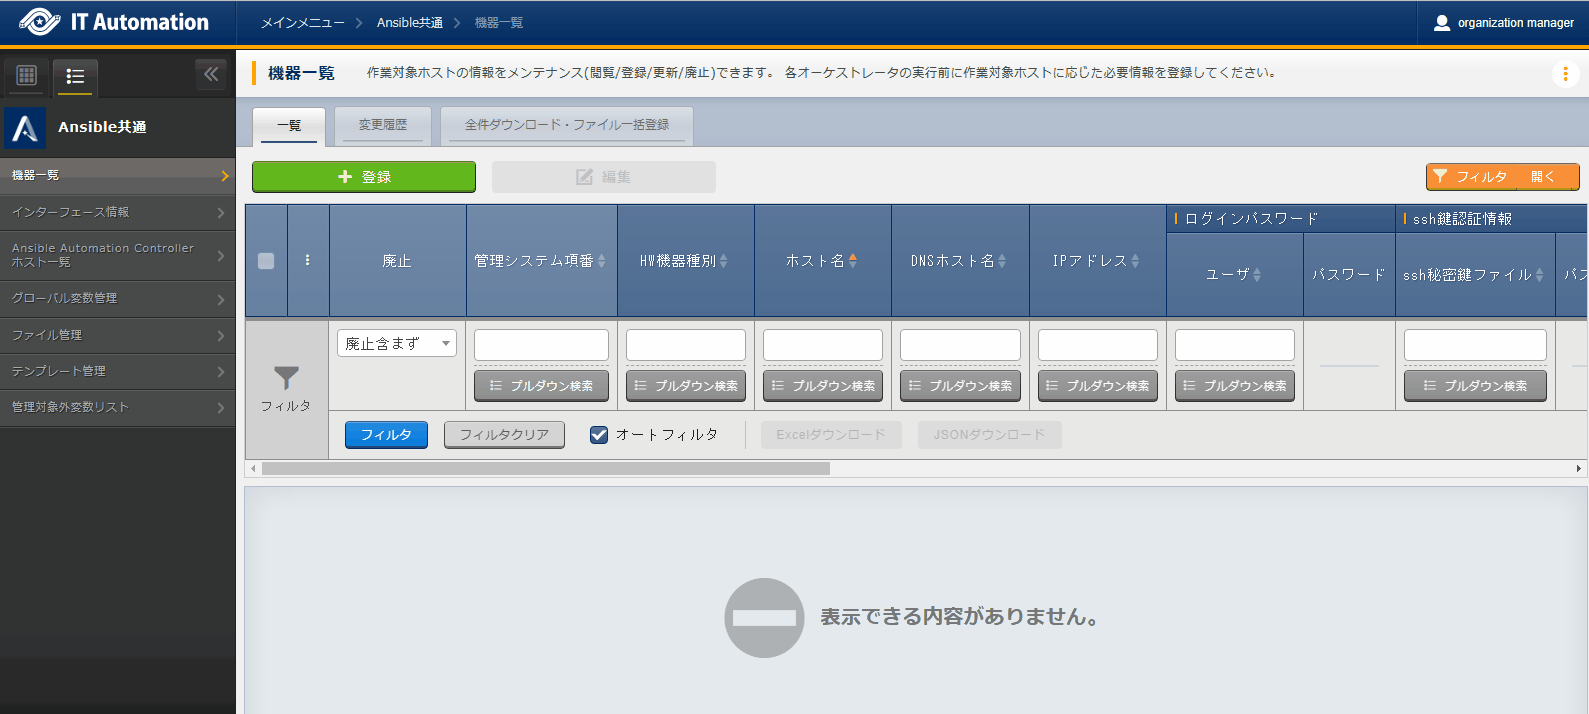 IT Automation
メインメニュー
Ansible共通
機器一覧
organization manager
Ansible共通
機器一覧
インターフェース情報
Ansible Automation Controller
ホスト一覧
グローバル変数管理
ファイル管理
テンプレート管理
管理対象外変数リスト
機器一覧
作業対象ホストの情報をメンテナンス(閲覧/登録/更新/廃止)できます。 各オーケストレータの実行前に作業対象ホストに応じた必要情報を登録してください。
一覧
変更履歴
全件ダウンロード・ファイル一括登録
登録
編集
フィルタ 開く
ログインパスワード
ssh鍵認証情報
廃止
管理システム項番
HW機器種別
ホスト名
DNSホスト名
IPアドレス
ユーザ
パスワード
ssh秘密鍵ファイル
パス
フィルタ
廃止含まず
プルダウン検索
プルダウン検索
プルダウン検索
プルダウン検索
プルダウン検索
プルダウン検索
プルダウン検索
フィルタ
フィルタクリア
オートフィルタ
Excelダウンロード
JSONダウンロード
表示できる内容がありません。